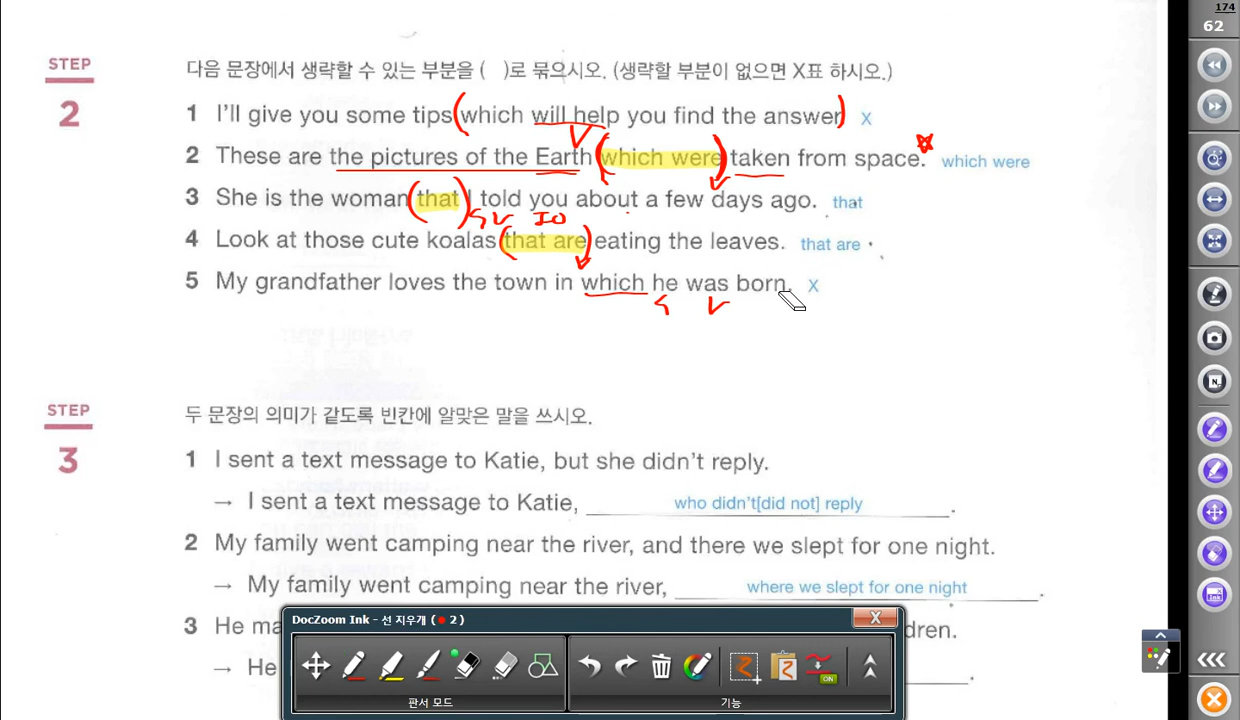 174
62
STEP
2
다음 문장에서 생략할 수 있는 부분을 ( )로 묶으시오. (생략할 부분이 없으면 X표 하시오.)
1 I'll give you some tips (which will help you find the answer) X
V
2 These are the pictures of the Earth (which were) taken from space. which were
3 She is the woman (that) I told you about a few days ago. that
S V IO
4 Look at those cute koalas (that are) eating the leaves. that are
5 My grandfather loves the town in which he was born. X
S V
STEP
3
두 문장의 의미가 같도록 빈칸에 알맞은 말을 쓰시오.
1 I sent a text message to Katie, but she didn't reply.
→ I sent a text message to Katie, who didn't[did not] reply.
2 My family went camping near the river, and there we slept for one night.
→ My family went camping near the river, where we slept for one night.
DocZoom Ink - 선 지우개 ( 2 )
X
3 He ma dren.
→ He
ON
판서 모드
기능